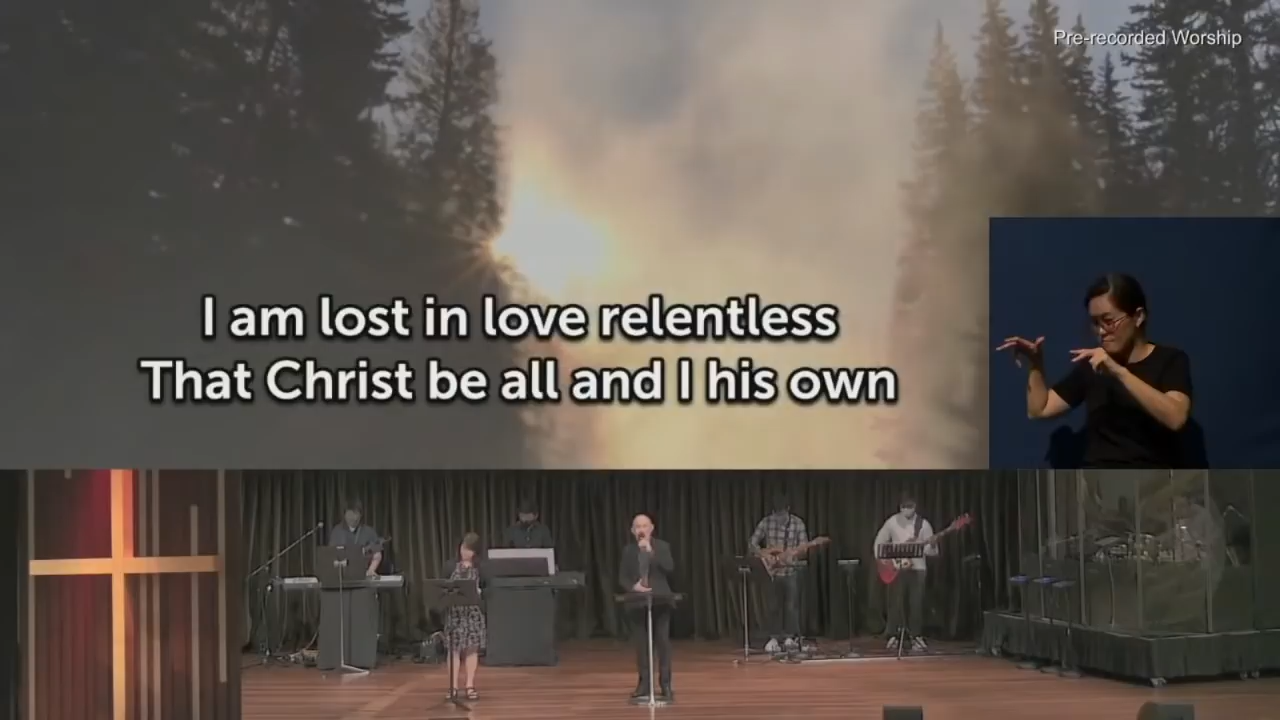 Pre-recorded Worship
I am lost in love relentless
That Christ be all and I his own